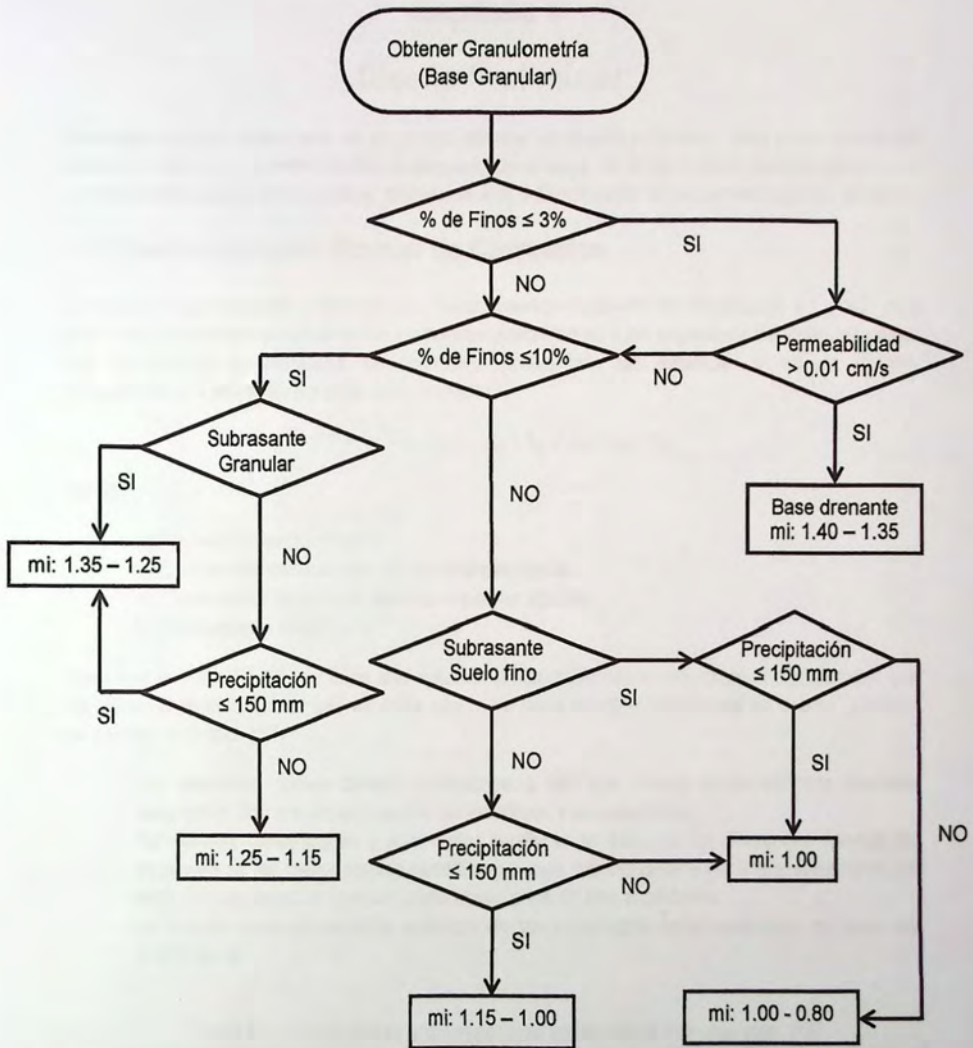 Obtener Granulometría
(Base Granular)
% de Finos ≤ 3%
SI
NO
% de Finos ≤10%
NO
Permeabilidad
> 0.01 cm/s
SI
SI
Subrasante
Granular
SI
NO
NO
Base drenante
mi: 1.40 – 1.35
mi: 1.35 – 1.25
Precipitación
≤ 150 mm
SI
NO
Subrasante
Suelo fino
SI
NO
Precipitación
≤ 150 mm
SI
NO
mi: 1.25 – 1.15
Precipitación
≤ 150 mm
NO
SI
mi: 1.00
mi: 1.15 – 1.00
mi: 1.00 - 0.80